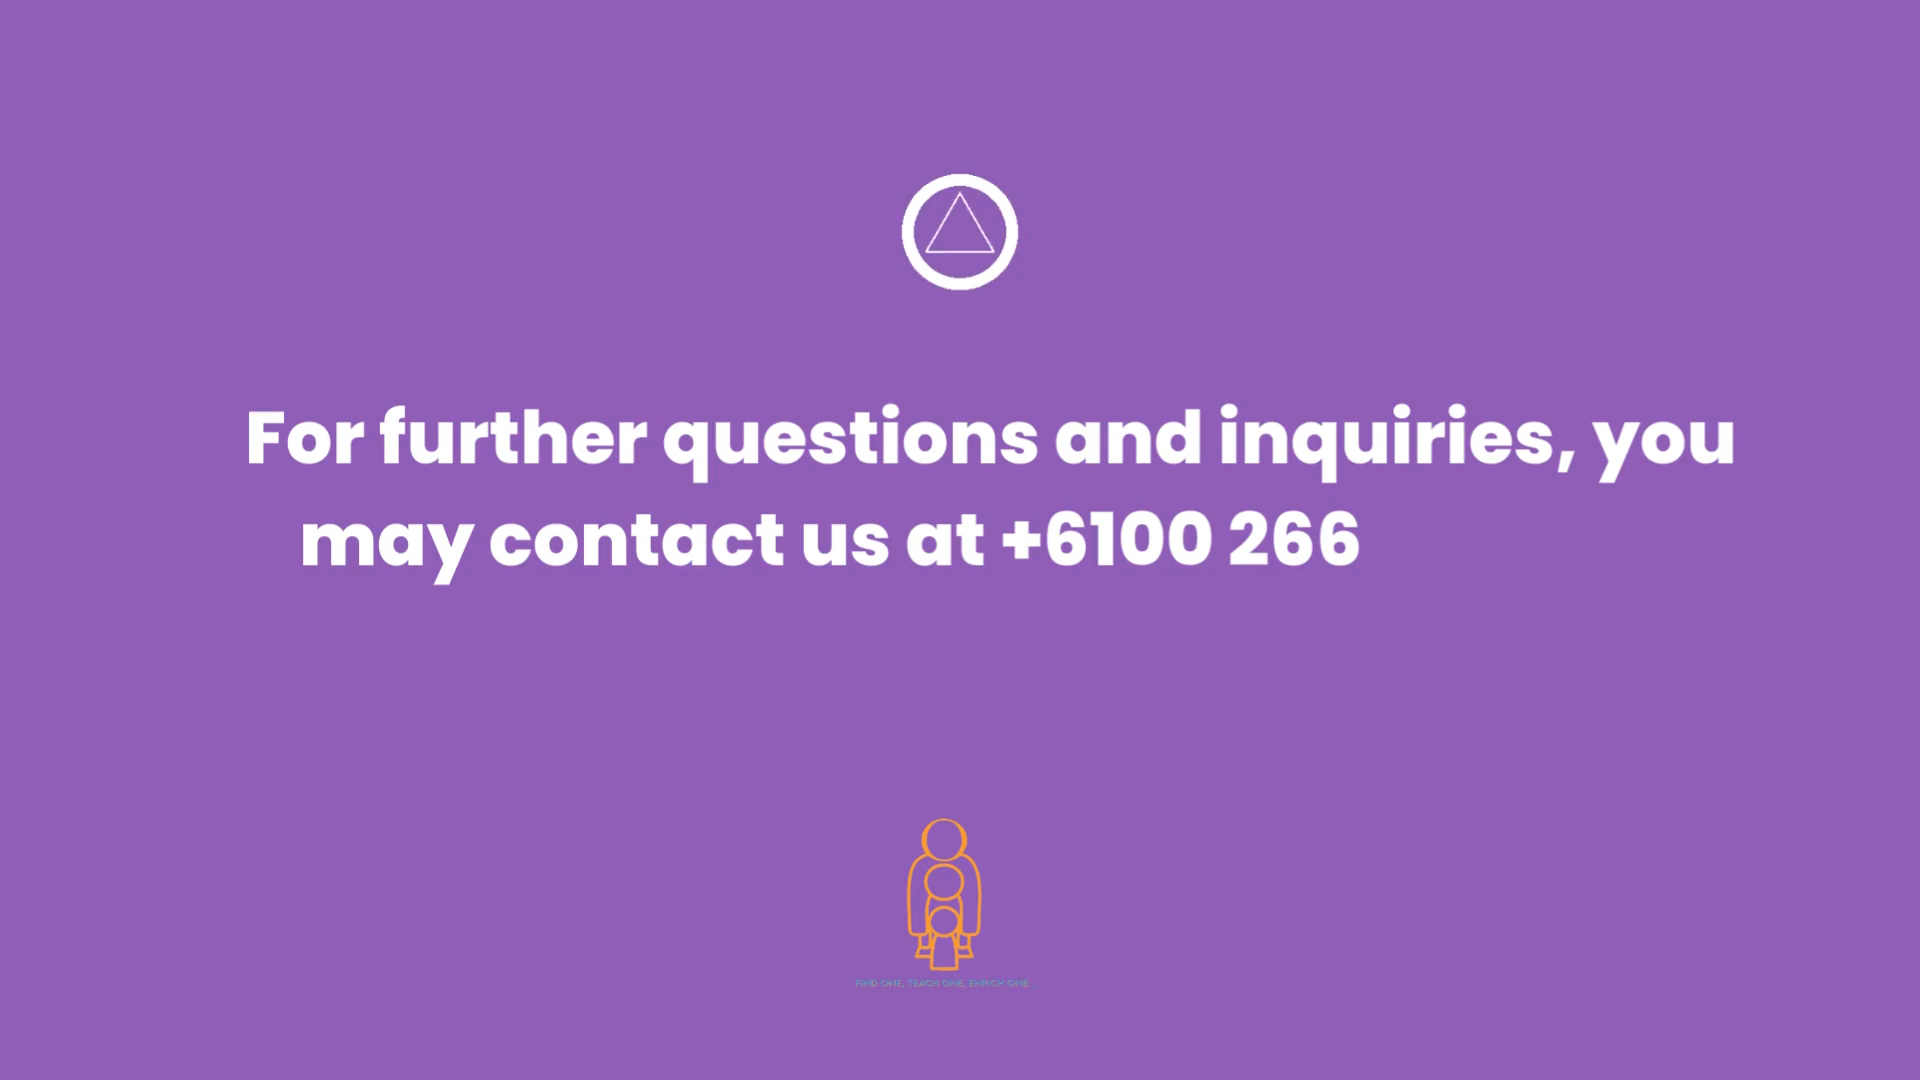 For further questions and inquiries, you
may contact us at +6100 266
FIND ONE, TEACH ONE, ENRICH ONE